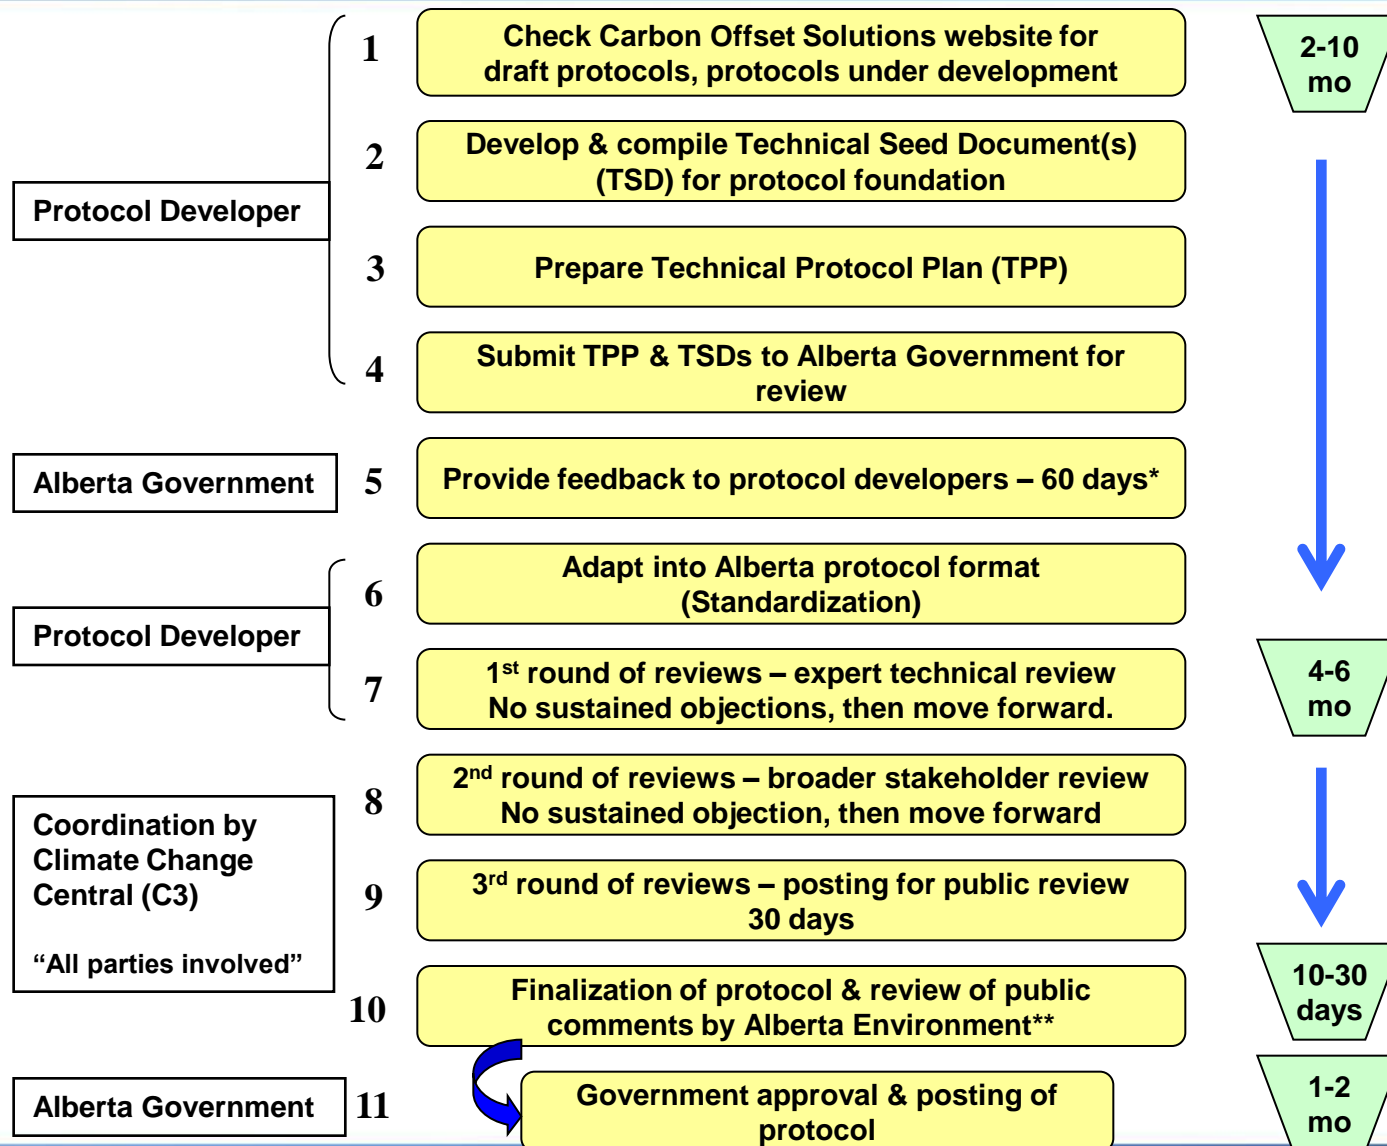 1
Check Carbon Offset Solutions website for
draft protocols, protocols under development
2-10
mo
2
Develop & compile Technical Seed Document(s)
(TSD) for protocol foundation
Protocol Developer
3
Prepare Technical Protocol Plan (TPP)
4
Submit TPP & TSDs to Alberta Government for
review
Alberta Government
5
Provide feedback to protocol developers – 60 days*
6
Adapt into Alberta protocol format
(Standardization)
Protocol Developer
7
1st round of reviews – expert technical review
No sustained objections, then move forward.
4-6
mo
8
2nd round of reviews – broader stakeholder review
No sustained objection, then move forward
Coordination by
Climate Change
Central (C3)
“All parties involved”
9
3rd round of reviews – posting for public review
30 days
10
Finalization of protocol & review of public
comments by Alberta Environment**
10-30
days
Alberta Government
11
Government approval & posting of
protocol
1-2
mo